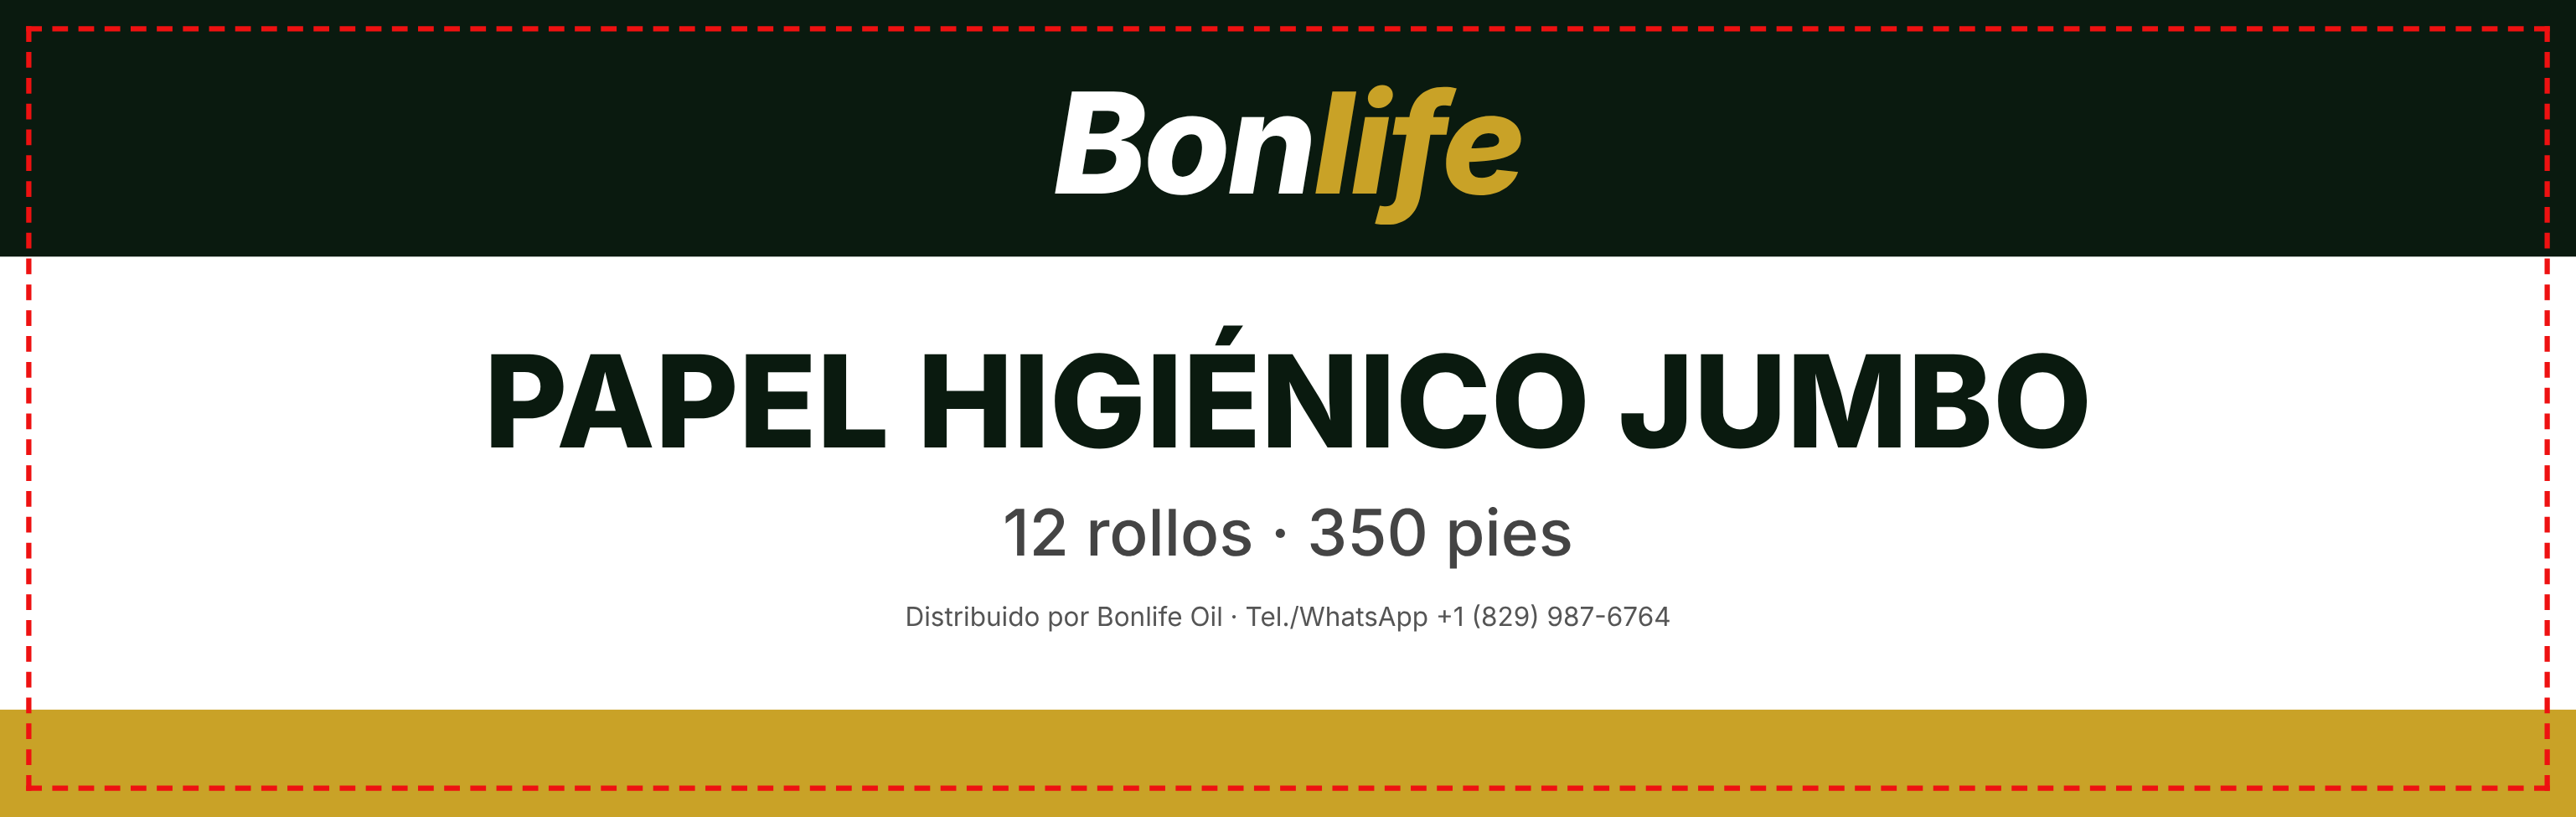 Bonlife
PAPEL HIGIÉNICO JUMBO
12 rollos · 350 pies
Distribuido por Bonlife Oil · Tel./WhatsApp +1 (829) 987-6764